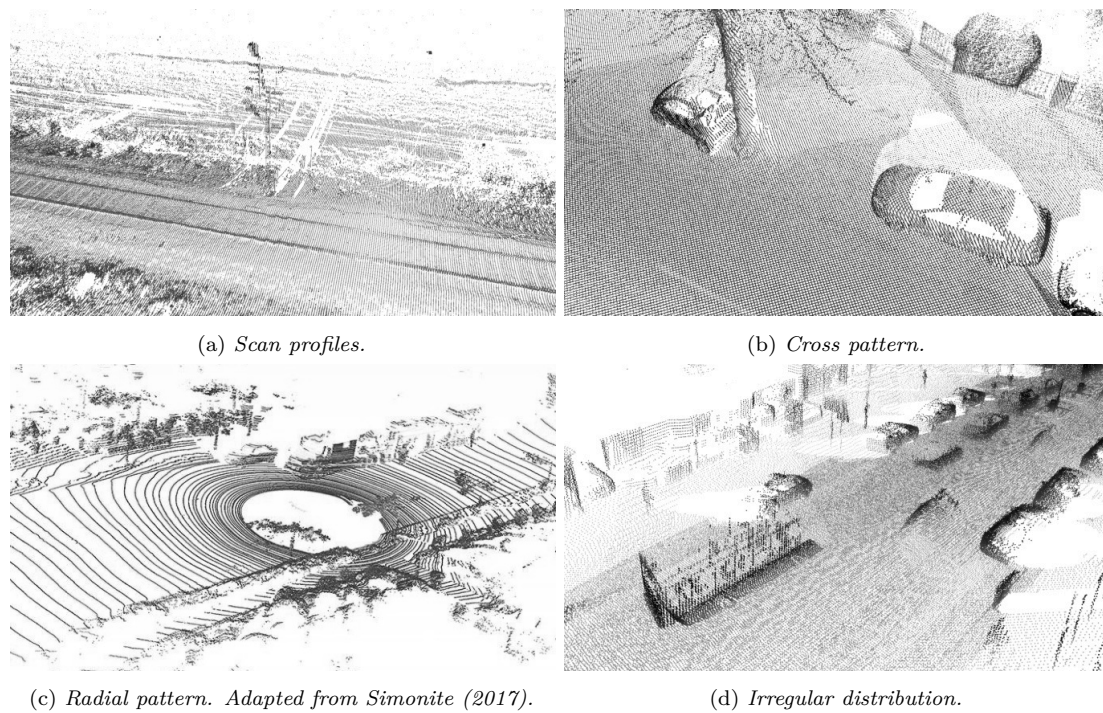 (a) Scan profiles.
(b) Cross pattern.
(c) Radial pattern. Adapted from Simonite (2017).
(d) Irregular distribution.